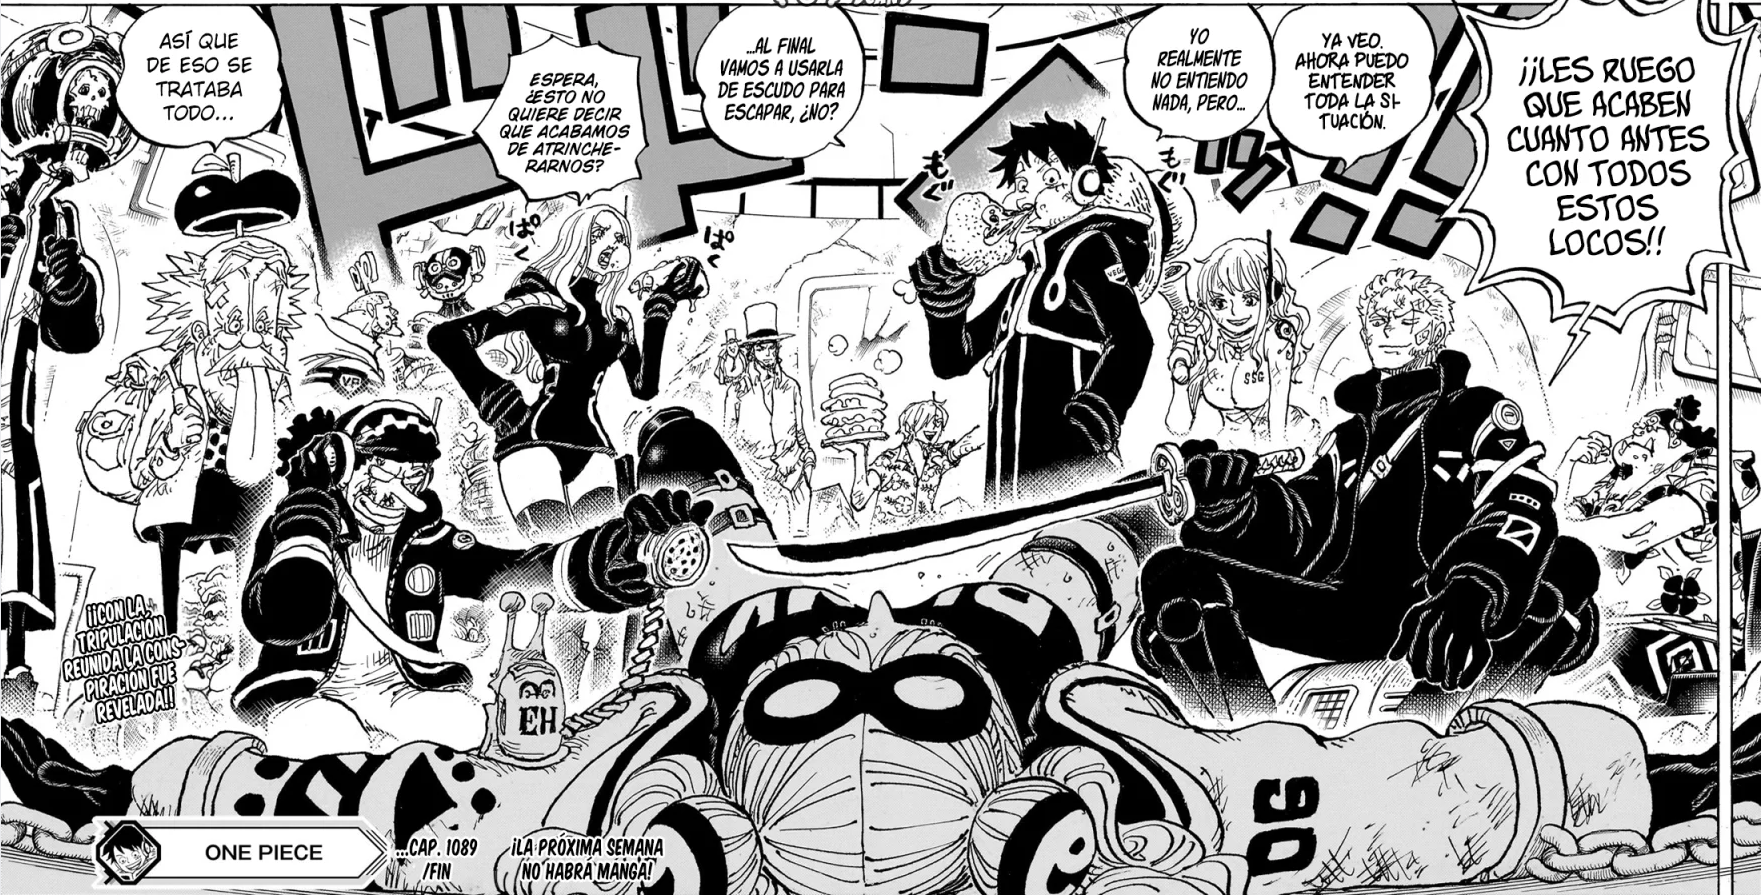 ASÍ QUE
DE ESO SE
TRATABA
TODO...
ESPERA,
¿ESTO NO
QUIERE DECIR
QUE ACABAMOS
DE ATRINCHE-
RARNOS?
...AL FINAL
VAMOS A USARLA
DE ESCUDO PARA
ESCAPAR, ¿NO?
YO
REALMENTE
NO ENTIENDO
NADA, PERO...
YA VEO.
AHORA PUEDO
ENTENDER
TODA LA SI-
TUACIÓN.
¡¡LES RUEGO
QUE ACABEN
CUANTO ANTES
CON TODOS
ESTOS
LOCOS!!
ぱく
ぱく
もぐ
もぐ
VEGA
SSG
EH
90
¡¡CON LA
TRIPULACIÓN
REUNIDA LA CONS-
PIRACIÓN FUE
REVELADA!!
ONE PIECE
...CAP. 1089
/FIN
¡LA PRÓXIMA SEMANA
NO HABRÁ MANGA!